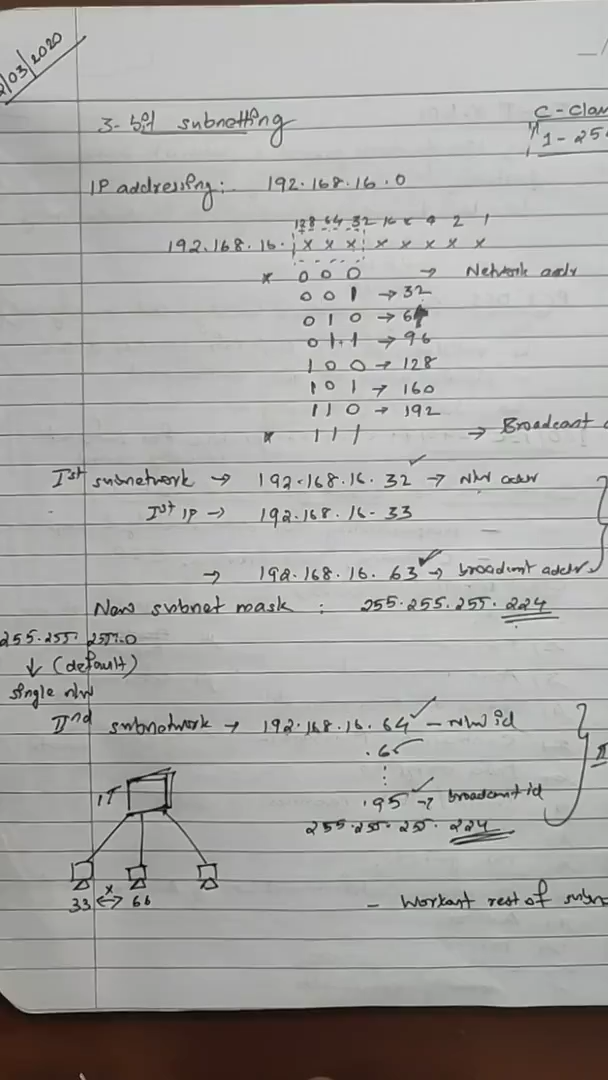 /03/2020
3-bit subnetting
C-Clas
1-254
IP addressing: 192.168.16.0
128 64 32 16 8 4 2 1
192.168.16. x x x x x x x x
* 0 0 0 → Network addr
0 0 1 → 32
0 1 0 → 64
0 1 1 → 96
1 0 0 → 128
1 0 1 → 160
1 1 0 → 192
* 1 1 1 → Broadcast a
Ist subnetwork → 192.168.16.32 → N/w addr
Ist IP → 192.168.16.33
→ 192.168.16.63 → broadcast addr
New subnet mask : 255.255.255.224
255.255.255.0
↓ (default)
single n/w
IInd subnetwork → 192.168.16.64 – N/w id
.65
⋮
.95 → broadcast id
II
255.255.255.224
IT
33 ↔ 66
x
- Workout rest of subn